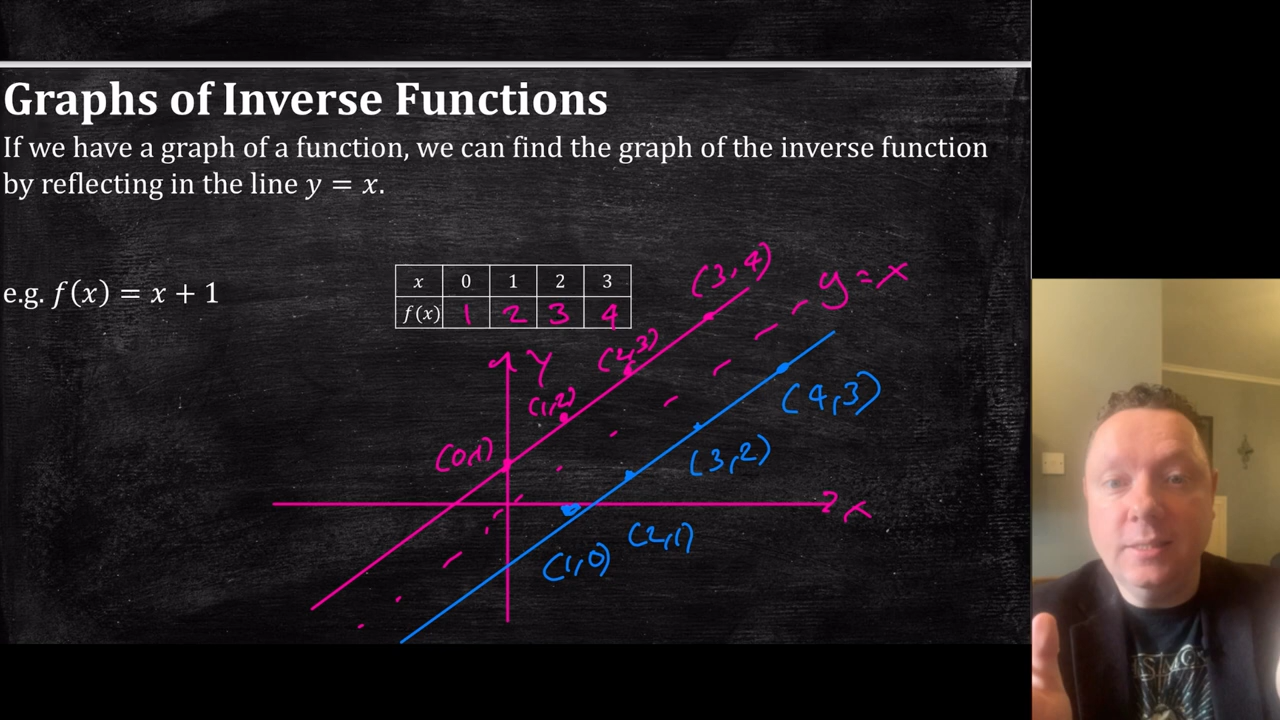 Graphs of Inverse Functions
If we have a graph of a function, we can find the graph of the inverse function
by reflecting in the line y = x.
e.g. f(x) = x + 1
x 0 1 2 3
f(x) 1 2 3 4
(3,4)
y=x
(2,3)
y
(1,2)
(4,3)
(0,1)
(3,2)
x
(2,1)
(1,0)